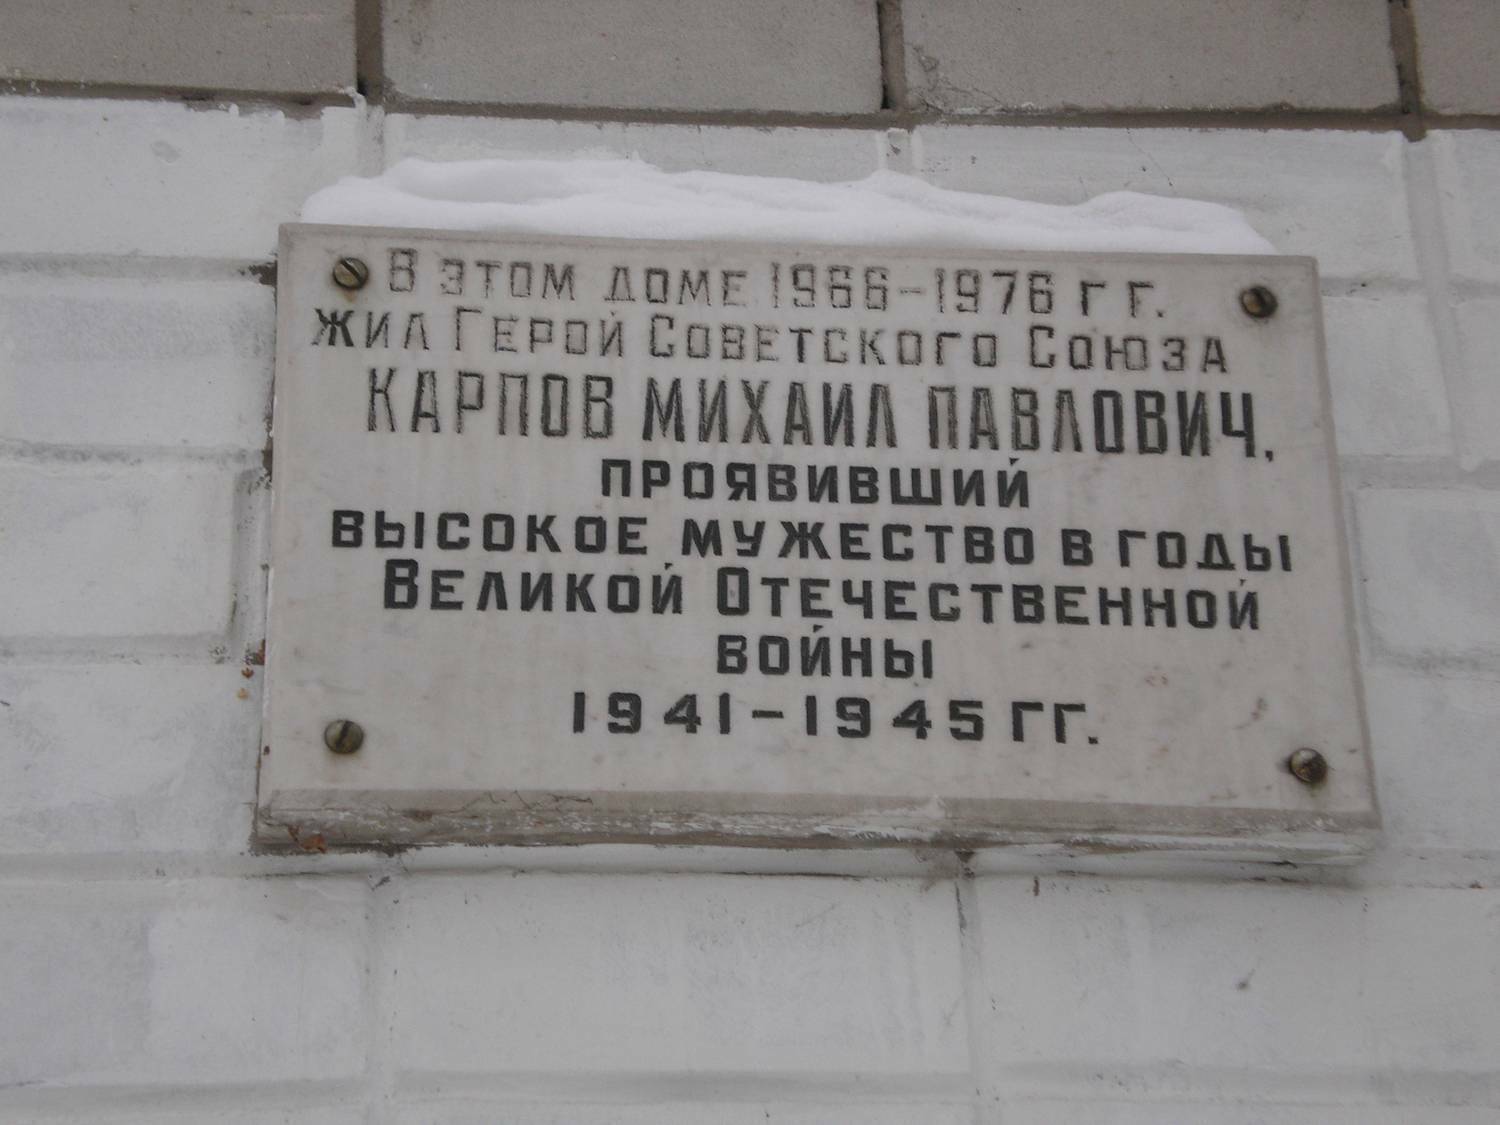 В этом доме 1966-1976 гг.
жил Герой Советского Союза
КАРПОВ МИХАИЛ ПАВЛОВИЧ,
проявивший
высокое мужество в годы
Великой Отечественной
войны
1941-1945 гг.